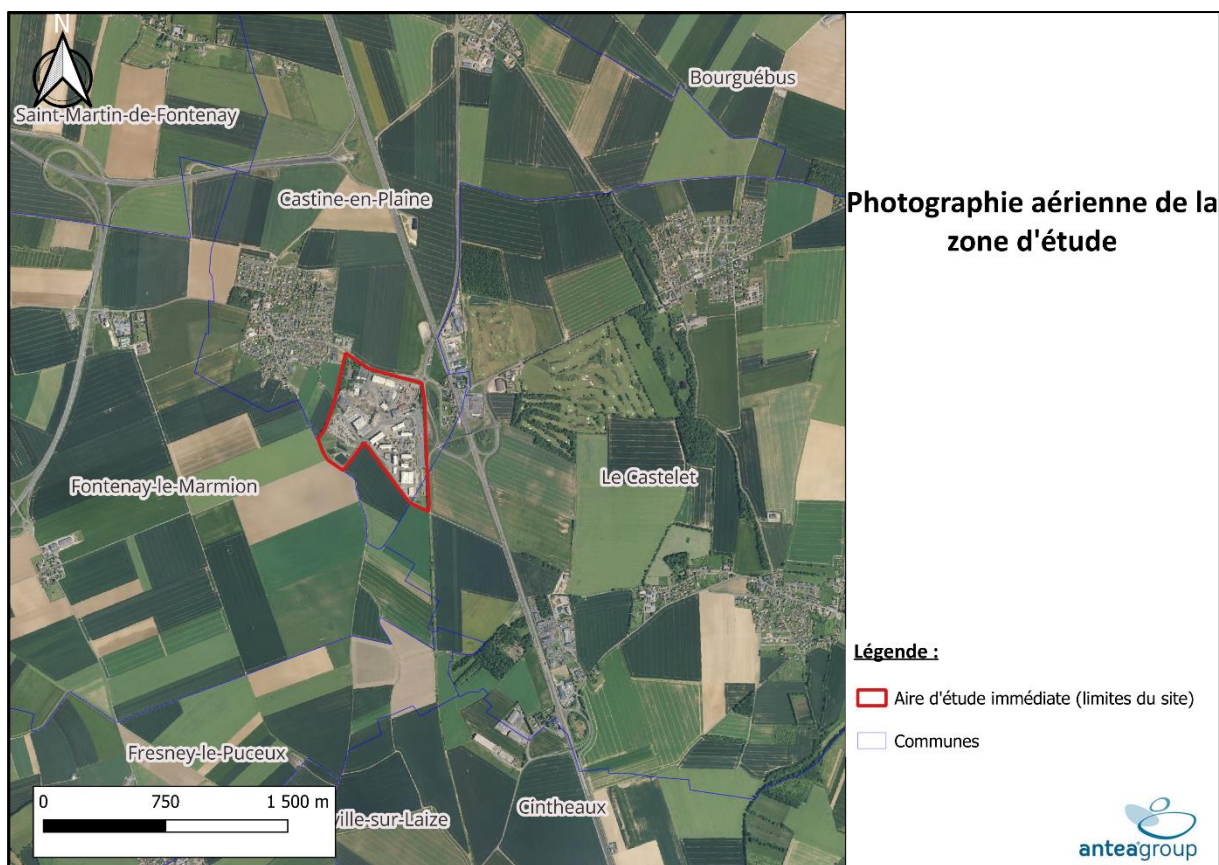 N
Bourguébus
Saint-Martin-de-Fontenay
Castine-en-Plaine
Photographie aérienne de la
zone d'étude
Le Castelet
Fontenay-le-Marmion
Légende :
Aire d'étude immédiate (limites du site)
Communes
Fresney-le-Puceux
0 750 1 500 m
ville-sur-Laize
Cintheaux
anteagroup